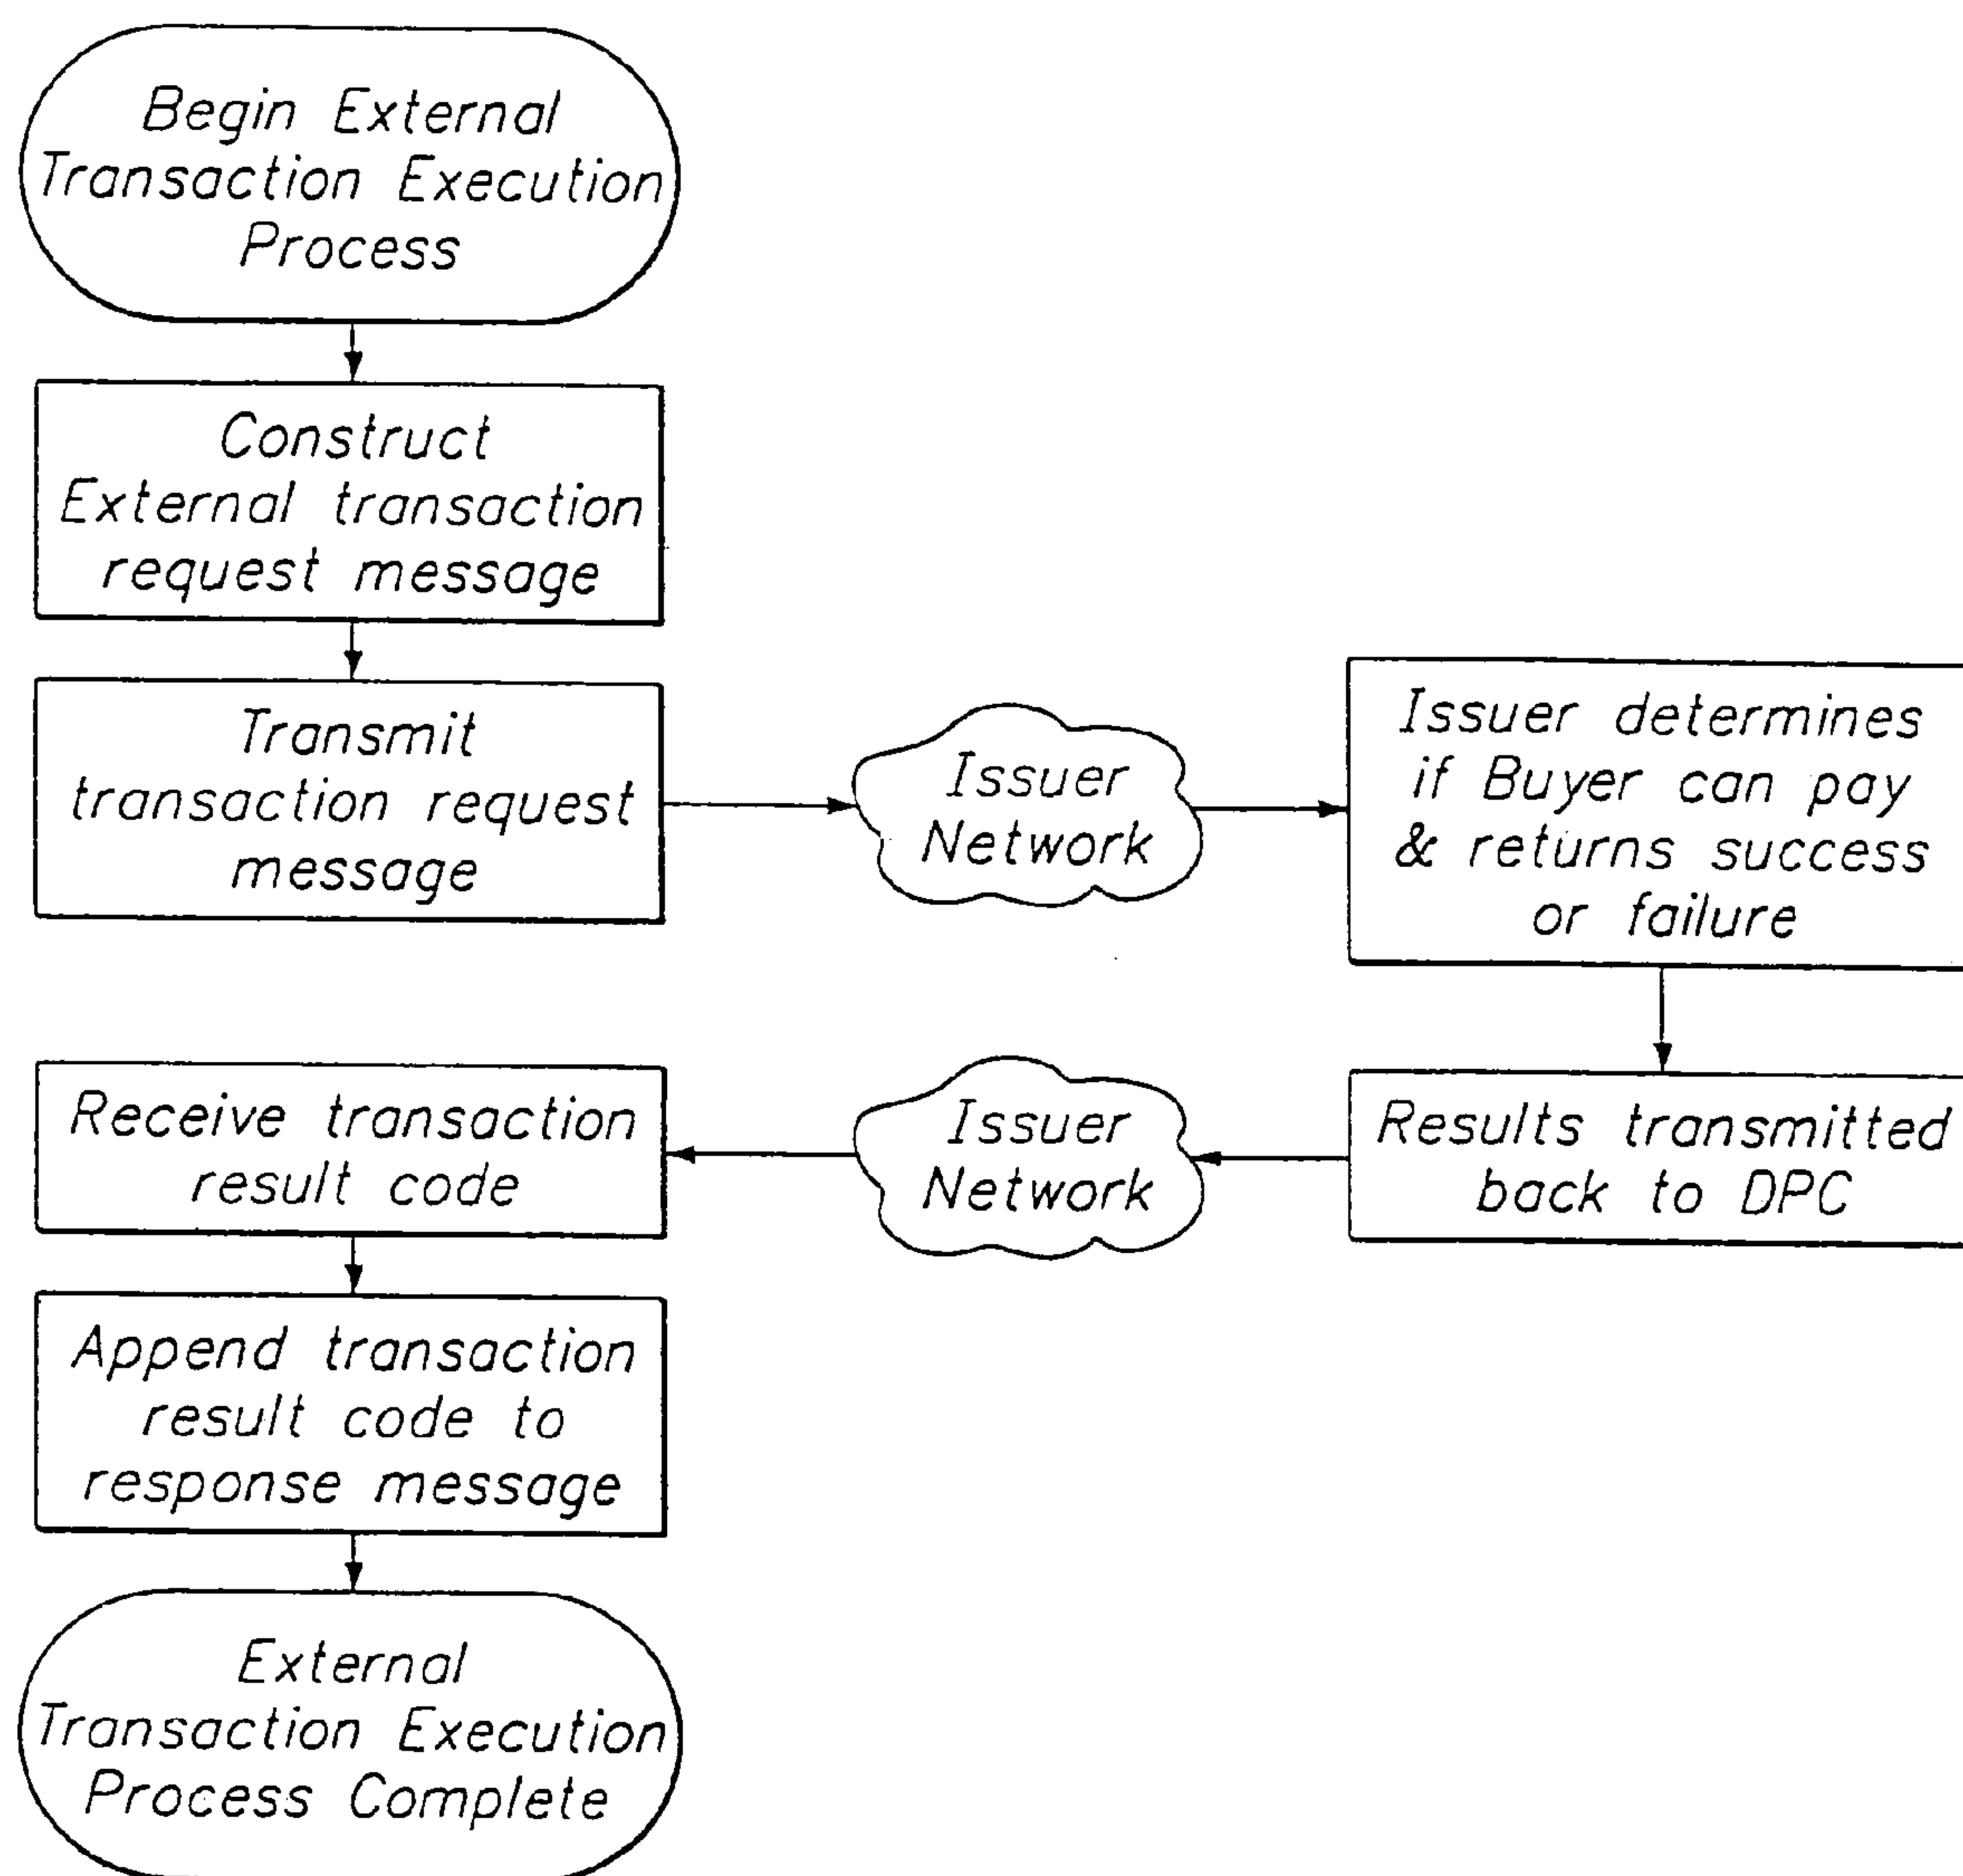 Begin External
Transaction Execution
Process
Construct
External transaction
request message
Transmit
transaction request
message
Issuer
Network
Issuer determines
if Buyer can pay
& returns success
or failure
Results transmitted
back to DPC
Issuer
Network
Receive transaction
result code
Append transaction
result code to
response message
External
Transaction Execution
Process Complete